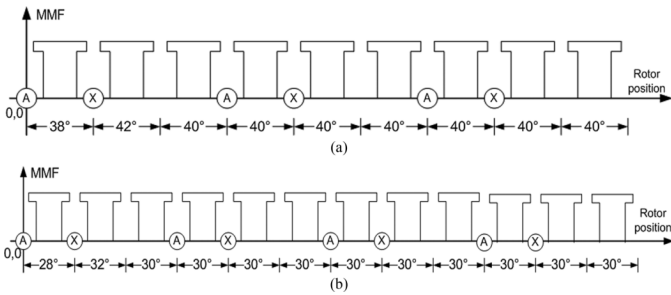 MMF
A X A X A X
Rotor
position
0,0
38° 42° 40° 40° 40° 40° 40° 40° 40°
(a)
MMF
A X A X A X A X
Rotor
position
0,0
28° 32° 30° 30° 30° 30° 30° 30° 30° 30° 30° 30°
(b)